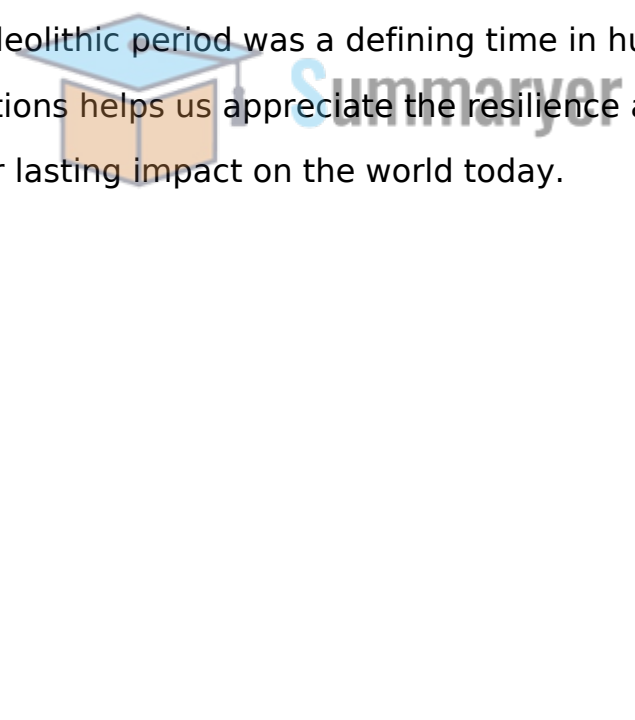 leolithic period was a defining time in hu
Summaryer
tions helps us appreciate the resilience a
r lasting impact on the world today.